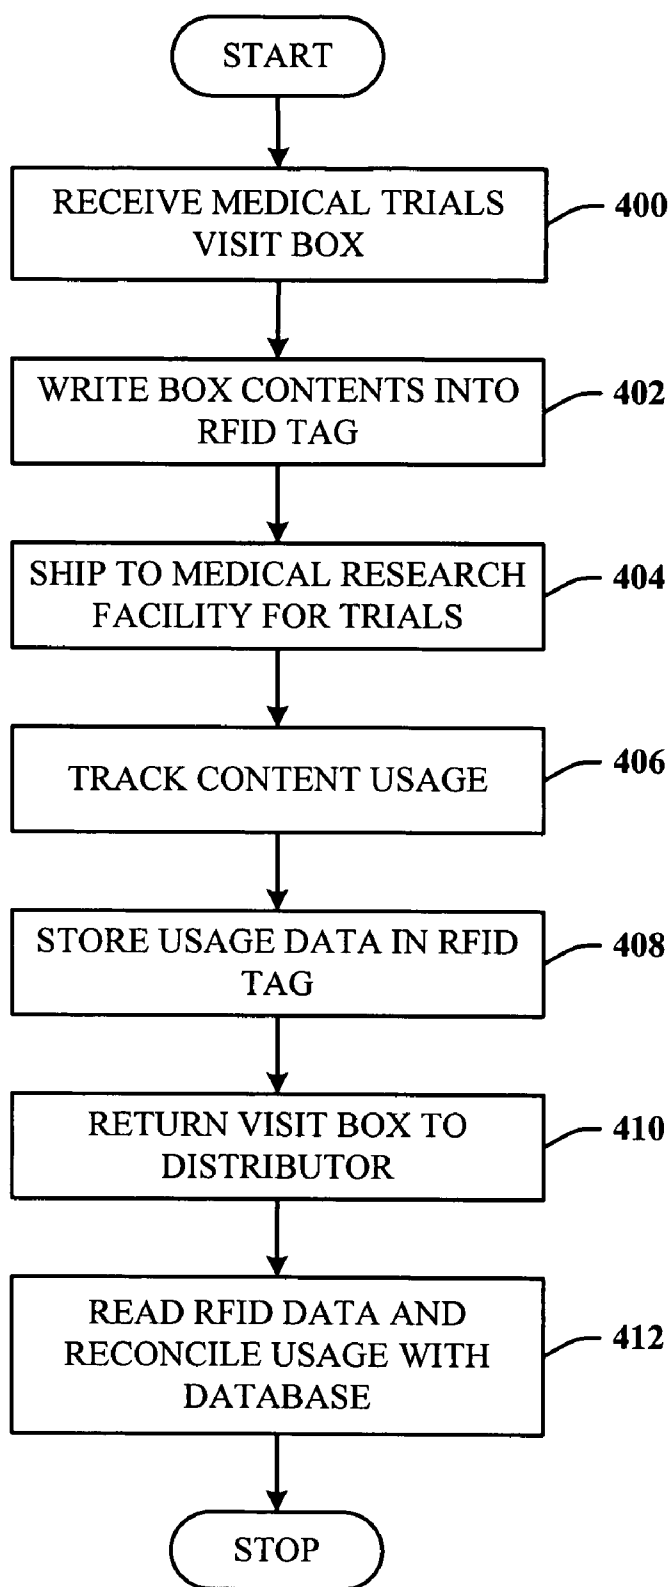 START
RECEIVE MEDICAL TRIALS
VISIT BOX
400
WRITE BOX CONTENTS INTO
RFID TAG
402
SHIP TO MEDICAL RESEARCH
FACILITY FOR TRIALS
404
TRACK CONTENT USAGE
406
STORE USAGE DATA IN RFID
TAG
408
RETURN VISIT BOX TO
DISTRIBUTOR
410
READ RFID DATA AND
RECONCILE USAGE WITH
DATABASE
412
STOP